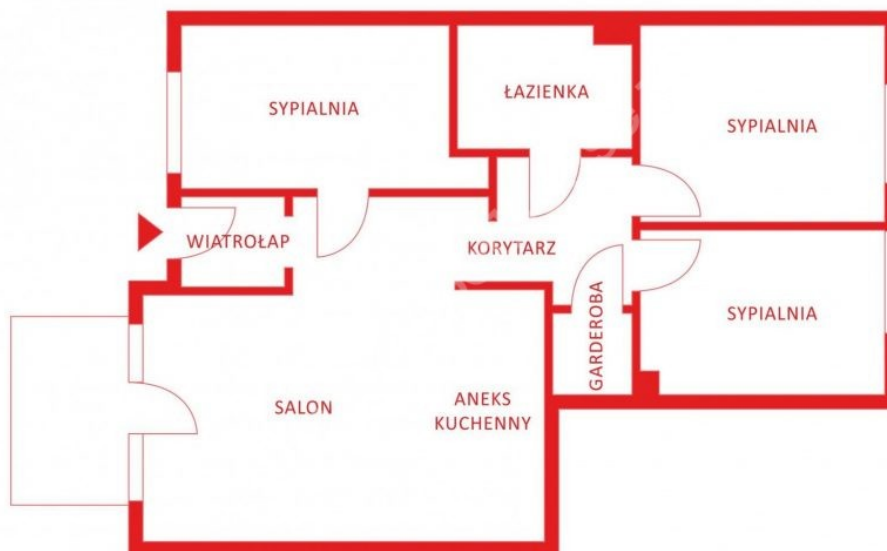 SYPIALNIA
ŁAZIENKA
SYPIALNIA
WIATROŁAP
KORYTARZ
GARDEROBA
SYPIALNIA
SALON
ANEKS
KUCHENNY